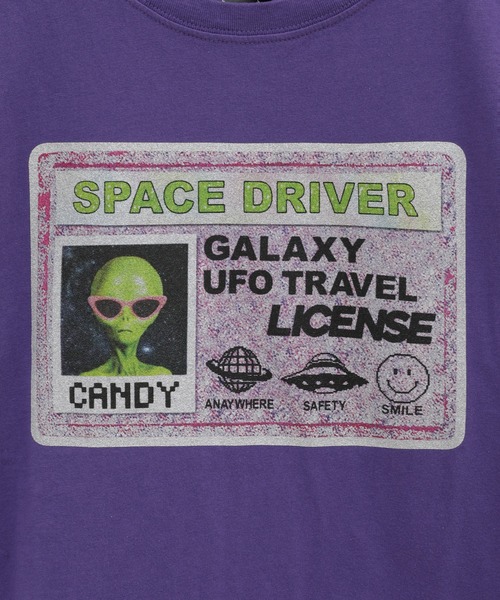 SPACE DRIVER
GALAXY
UFO TRAVEL
LICENSE
CANDY
ANAYWHERE
SAFETY
SMILE